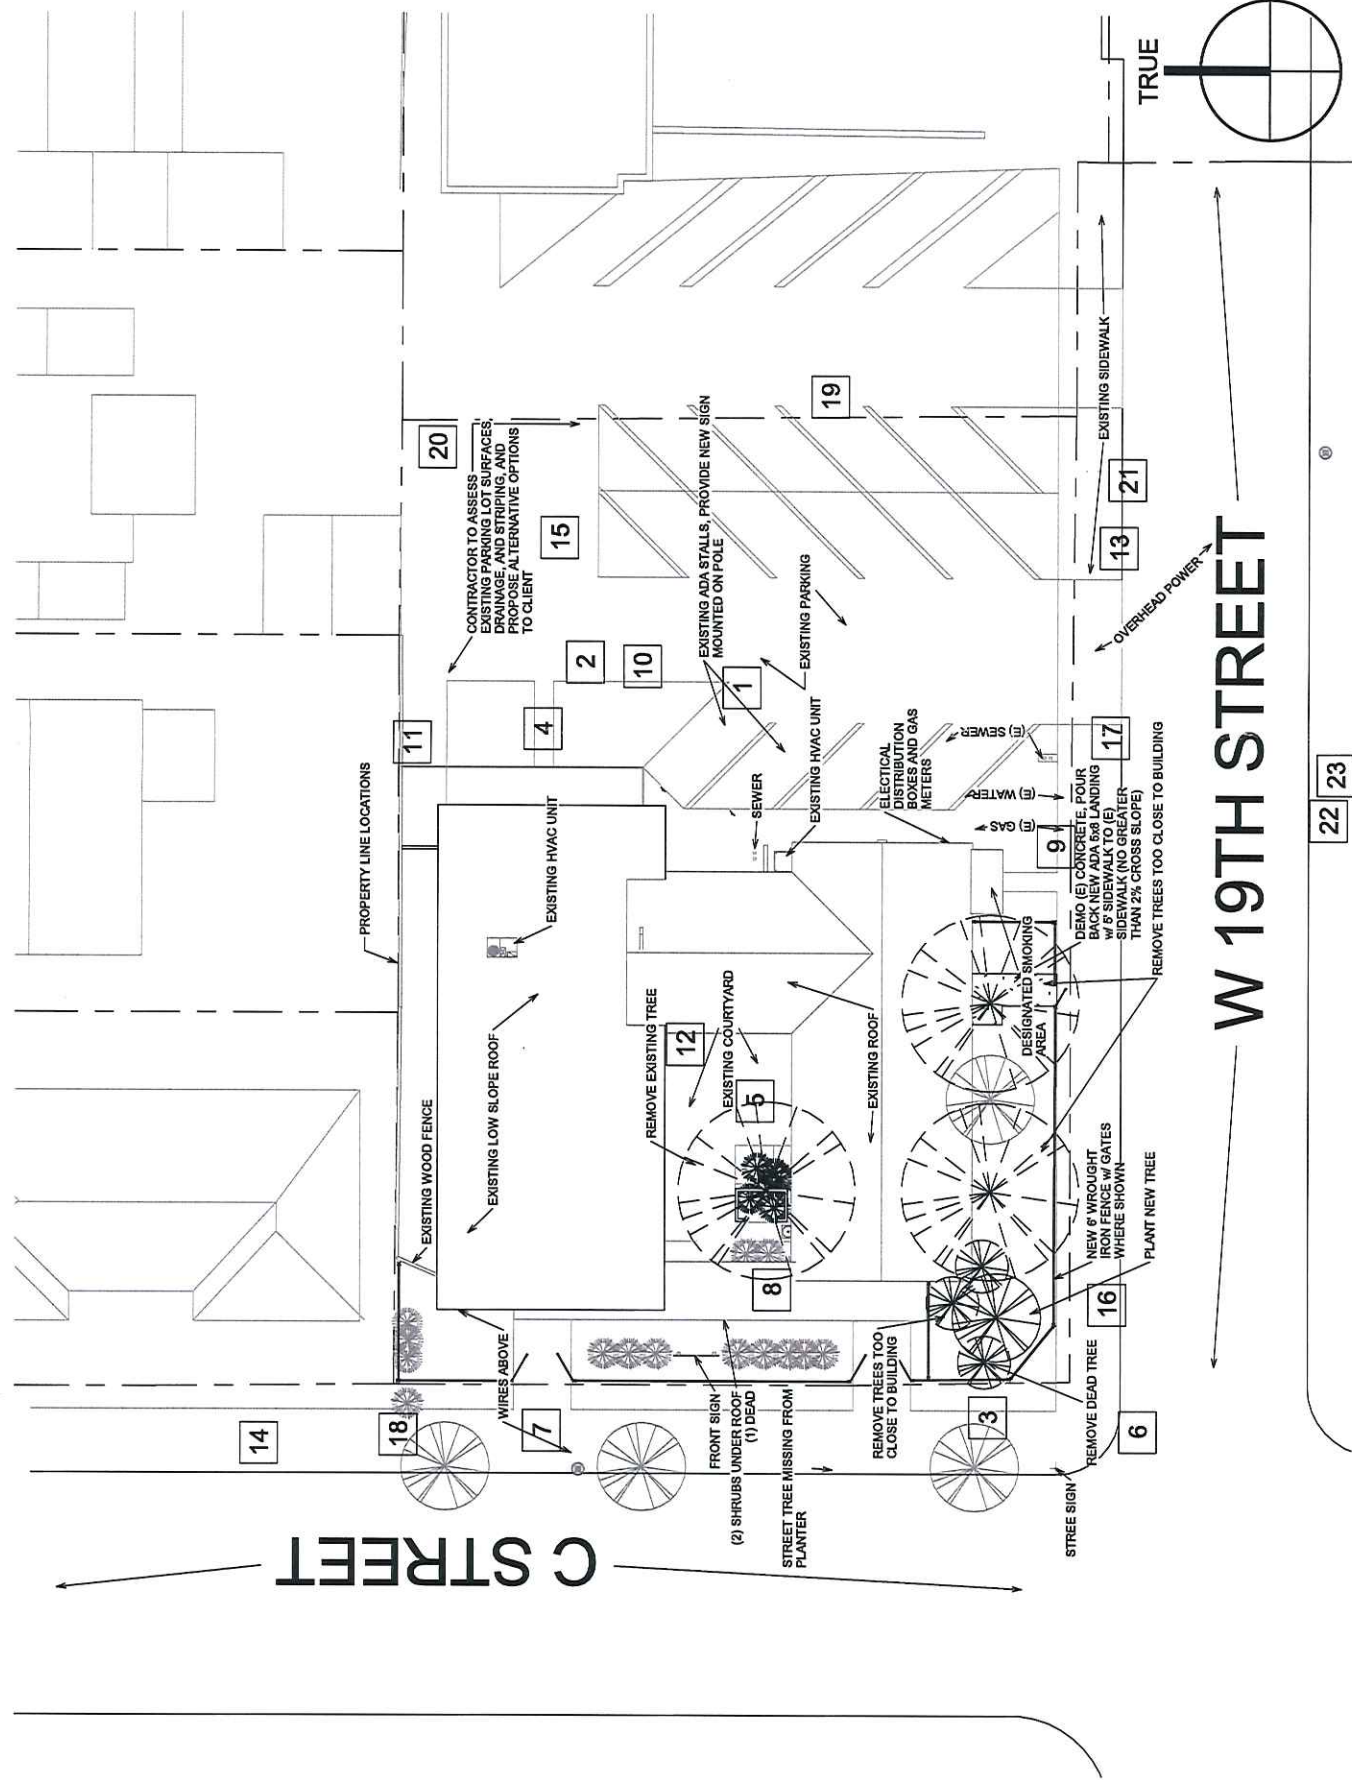 TRUE
20
CONTRACTOR TO ASSESS
EXISTING PARKING LOT SURFACES,
DRAINAGE, AND STRIPING, AND
PROPOSE ALTERNATIVE OPTIONS
TO CLIENT
15
19
EXISTING SIDEWALK
21
13
EXISTING ADA STALLS, PROVIDE NEW SIGN
MOUNTED ON POLE
EXISTING PARKING
OVERHEAD POWER
2
10
4
1
11
PROPERTY LINE LOCATIONS
EXISTING HVAC UNIT
SEWER
EXISTING HVAC UNIT
ELECTICAL
DISTRIBUTION
BOXES AND GAS
METERS
(E) SEWER
(E) WATER
(E) GAS
17
9
DEMO (E) CONCRETE, POUR
BACK NEW ADA 5x8 LANDING
w/ 5' SIDEWALK TO (E)
SIDEWALK (NO GREATER
THAN 2% CROSS SLOPE)
REMOVE TREES TOO CLOSE TO BUILDING
22
23
W 19TH STREET
DESIGNATED SMOKING
AREA
EXISTING WOOD FENCE
EXISTING LOW SLOPE ROOF
REMOVE EXISTING TREE
12
EXISTING COURTYARD
5
EXISTING ROOF
8
NEW 6' WROUGHT
IRON FENCE w/ GATES
WHERE SHOWN
PLANT NEW TREE
16
14
18
WIRES ABOVE
7
FRONT SIGN
(2) SHRUBS UNDER ROOF
(1) DEAD
STREET TREE MISSING FROM
PLANTER
REMOVE TREES TOO
CLOSE TO BUILDING
3
REMOVE DEAD TREE
6
STREE SIGN
C STREET